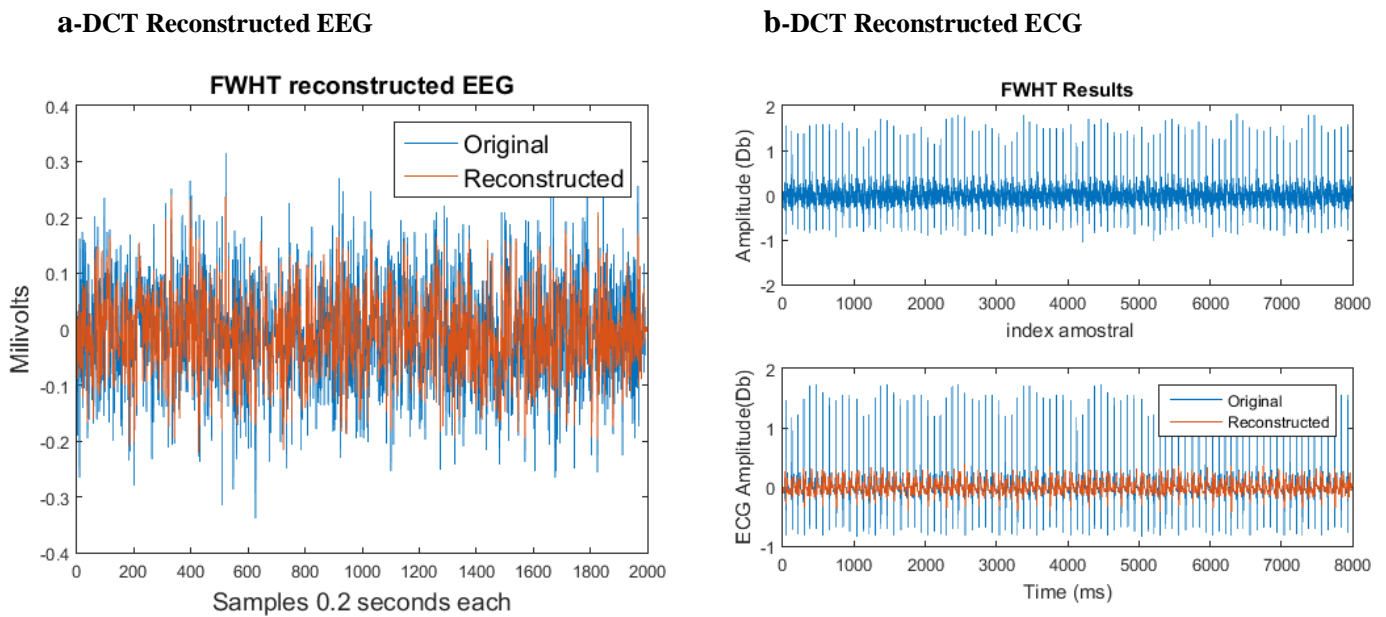 a-DCT Reconstructed EEG
FWHT reconstructed EEG
0.4
0.3
0.2
0.1
0
-0.1
-0.2
-0.3
-0.4
Milivolts
Original
Reconstructed
0 200 400 600 800 1000 1200 1400 1600 1800 2000
Samples 0.2 seconds each
b-DCT Reconstructed ECG
FWHT Results
2
1
0
-1
-2
Amplitude (Db)
0 1000 2000 3000 4000 5000 6000 7000 8000
index amostral
2
1
0
-1
ECG Amplitude(Db)
Original
Reconstructed
0 1000 2000 3000 4000 5000 6000 7000 8000
Time (ms)